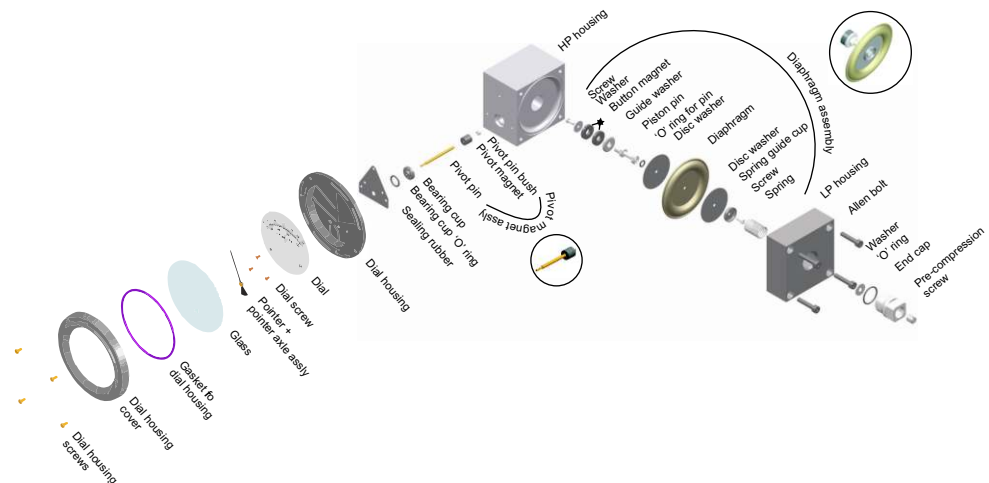 HP housing
Screw
Washer
Button magnet
Guide washer
Piston pin
'O' ring for pin
Disc washer
Diaphragm
Diaphragm assembly
Disc washer
Spring guide cup
Screw
Spring
LP housing
Allen bolt
Washer
'O' ring
End cap
Pre-compression
screw
Pivot pin bush
Pivot magnet
Pivot pin
Pivot magnet assly
Bearing cup
Bearing cup 'O' ring
Sealing rubber
Dial housing
Dial
Dial screw
Pointer +
pointer axle assly
Glass
Gasket fo
dial housing
Dial housing
cover
Dial housing
screws